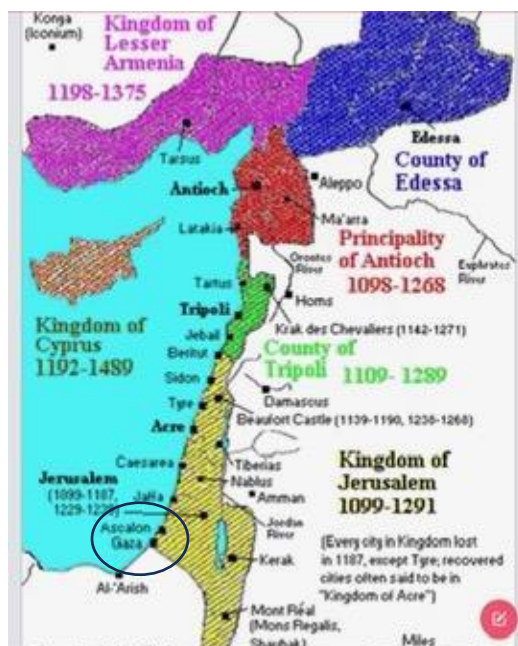 Konga
(Iconium)
Kingdom of
Lesser
Armenia
1198-1375
Tarsus
Edessa
County of
Edessa
Antioch
Aleppo
Ma'arra
Latakia
Principality
of Antioch
1098-1268
Orontes
River
Euphrates
River
Tartus
Homs
Tripoli
Krak des Chevaliers (1142-1271)
Kingdom of
Cyprus
1192-1489
Jebail
Beritut
County of
Tripoli 1109- 1289
Sidon
Damascus
Tyre
Beaufort Castle (1139-1190, 1238-1268)
Acre
Caesarea
Tiberias
Nablus
Kingdom of
Jerusalem
1099-1291
Jerusalem
(1099-1187,
Jaffa
Amman
Jordan
River
Ascalon
Gaza
(Every city in Kingdom lost
in 1187, except Tyre; recovered
cities often said to be in
"Kingdom of Acre")
Kerak
Al-'Arish
Mont Réal
(Mons Regalis,
Miles